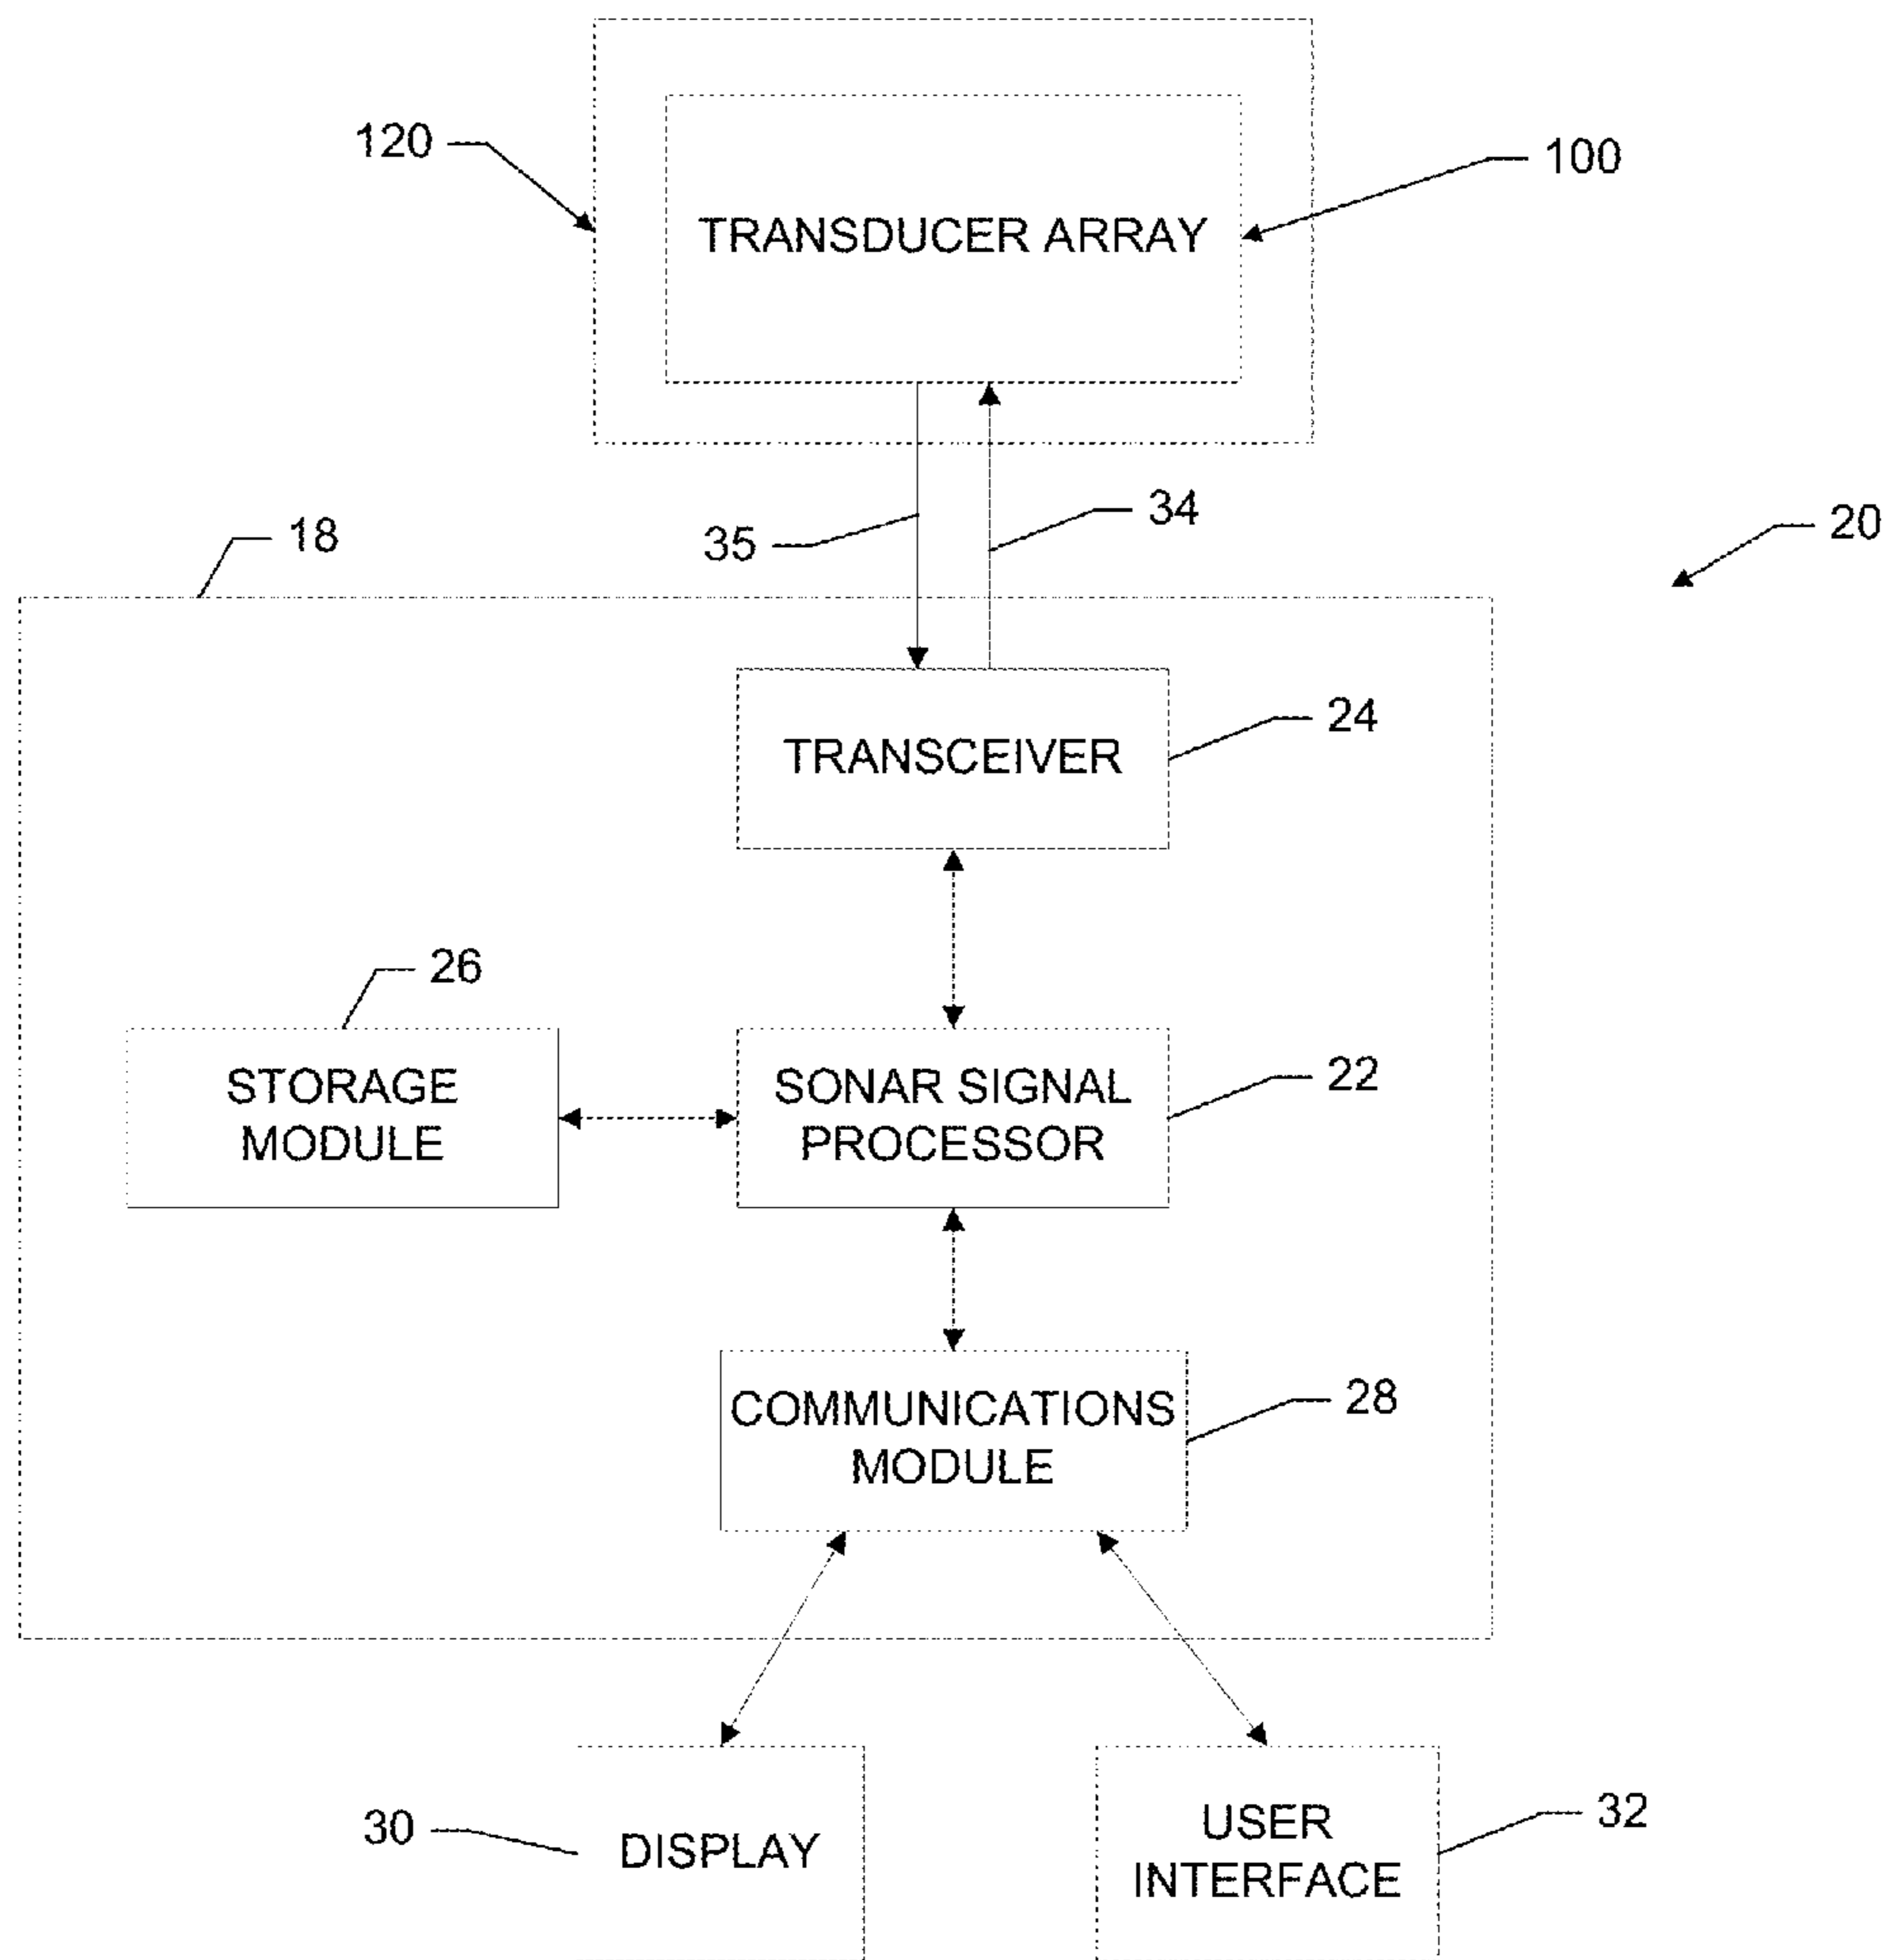 120
100
TRANSDUCER ARRAY
34
35
18
20
24
TRANSCEIVER
26
22
STORAGE
MODULE
SONAR SIGNAL
PROCESSOR
28
COMMUNICATIONS
MODULE
30
DISPLAY
32
USER
INTERFACE